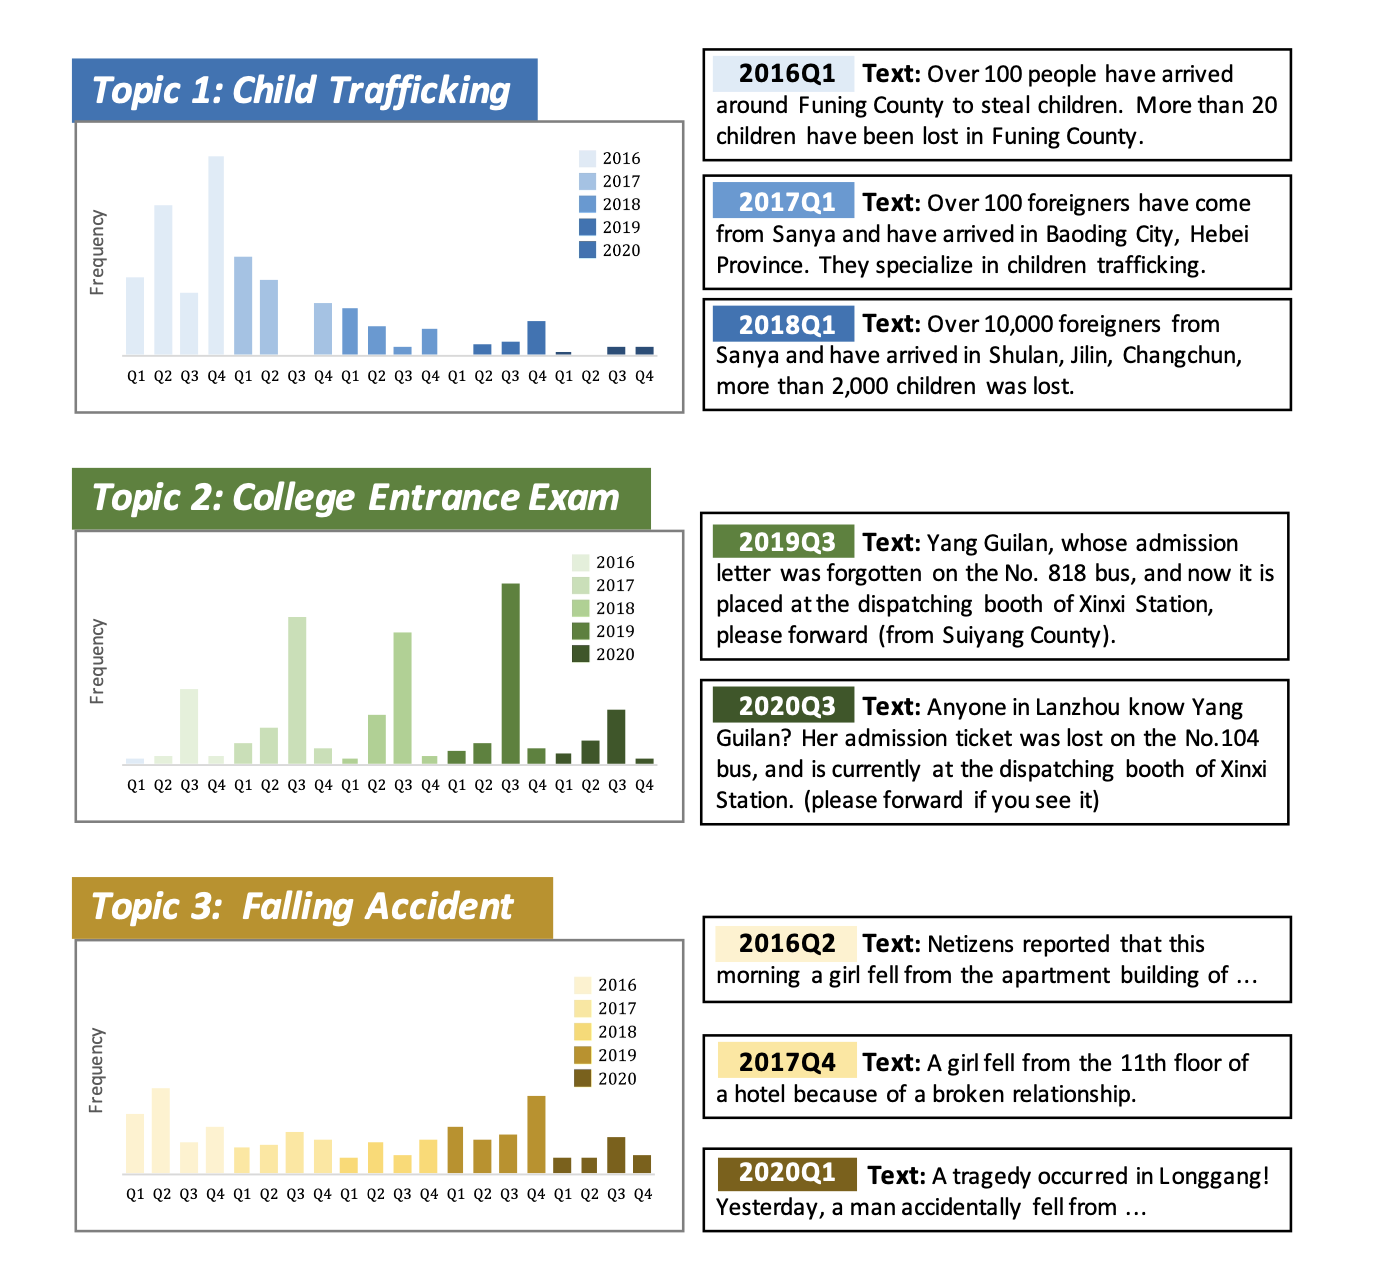 Topic 1: Child Trafficking
Frequency
2016
2017
2018
2019
2020
Q1 Q2 Q3 Q4 Q1 Q2 Q3 Q4 Q1 Q2 Q3 Q4 Q1 Q2 Q3 Q4 Q1 Q2 Q3 Q4
2016Q1 Text: Over 100 people have arrived
around Funing County to steal children. More than 20
children have been lost in Funing County.
2017Q1 Text: Over 100 foreigners have come
from Sanya and have arrived in Baoding City, Hebei
Province. They specialize in children trafficking.
2018Q1 Text: Over 10,000 foreigners from
Sanya and have arrived in Shulan, Jilin, Changchun,
more than 2,000 children was lost.
Topic 2: College Entrance Exam
Frequency
2016
2017
2018
2019
2020
Q1 Q2 Q3 Q4 Q1 Q2 Q3 Q4 Q1 Q2 Q3 Q4 Q1 Q2 Q3 Q4 Q1 Q2 Q3 Q4
2019Q3 Text: Yang Guilan, whose admission
letter was forgotten on the No. 818 bus, and now it is
placed at the dispatching booth of Xinxi Station,
please forward (from Suiyang County).
2020Q3 Text: Anyone in Lanzhou know Yang
Guilan? Her admission ticket was lost on the No.104
bus, and is currently at the dispatching booth of Xinxi
Station. (please forward if you see it)
Topic 3: Falling Accident
Frequency
2016
2017
2018
2019
2020
Q1 Q2 Q3 Q4 Q1 Q2 Q3 Q4 Q1 Q2 Q3 Q4 Q1 Q2 Q3 Q4 Q1 Q2 Q3 Q4
2016Q2 Text: Netizens reported that this
morning a girl fell from the apartment building of ...
2017Q4 Text: A girl fell from the 11th floor of
a hotel because of a broken relationship.
2020Q1 Text: A tragedy occurred in Longgang!
Yesterday, a man accidentally fell from ...